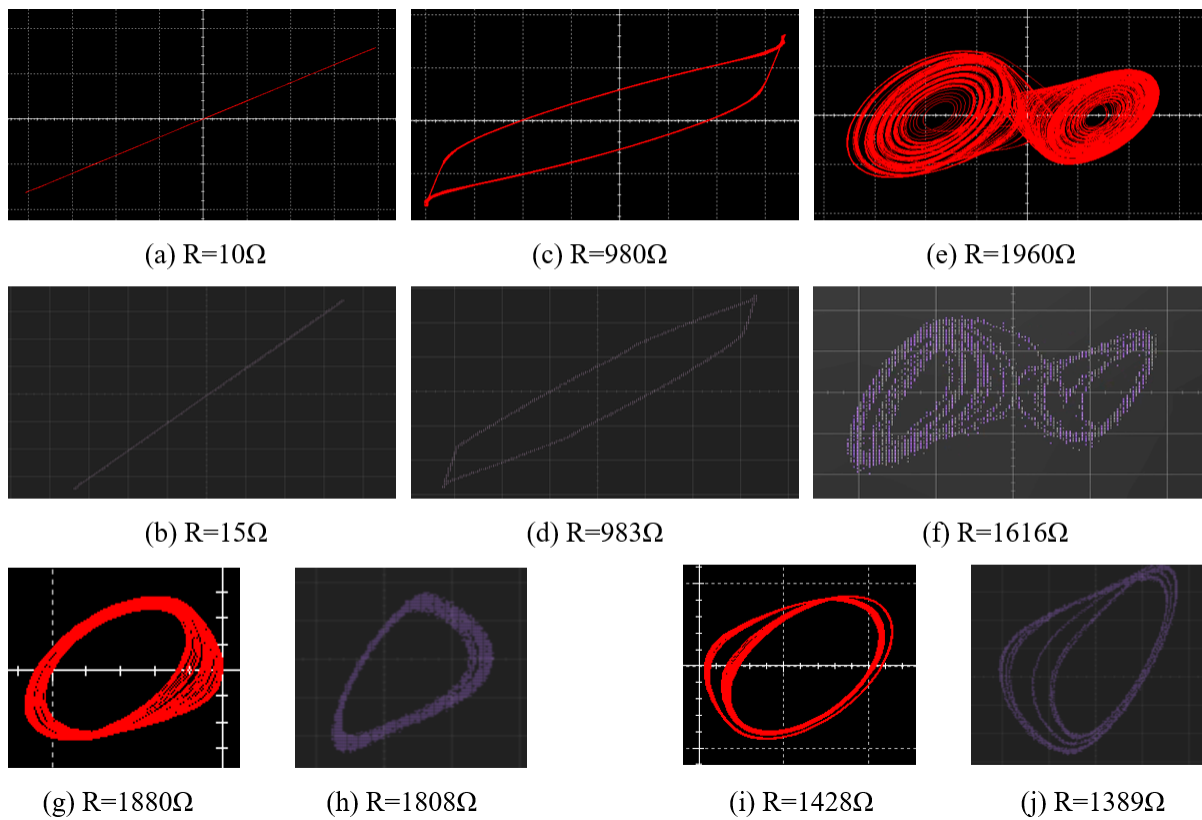 (a) R=10Ω
(c) R=980Ω
(e) R=1960Ω
(b) R=15Ω
(d) R=983Ω
(f) R=1616Ω
(g) R=1880Ω
(h) R=1808Ω
(i) R=1428Ω
(j) R=1389Ω